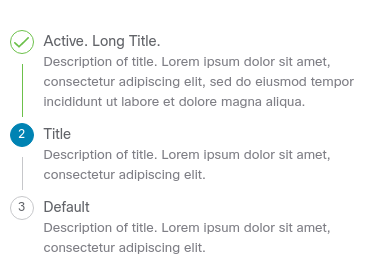 Active. Long Title.
Description of title. Lorem ipsum dolor sit amet,
consectetur adipiscing elit, sed do eiusmod tempor
incididunt ut labore et dolore magna aliqua.
2 Title
Description of title. Lorem ipsum dolor sit amet,
consectetur adipiscing elit.
3 Default
Description of title. Lorem ipsum dolor sit amet,
consectetur adipiscing elit.